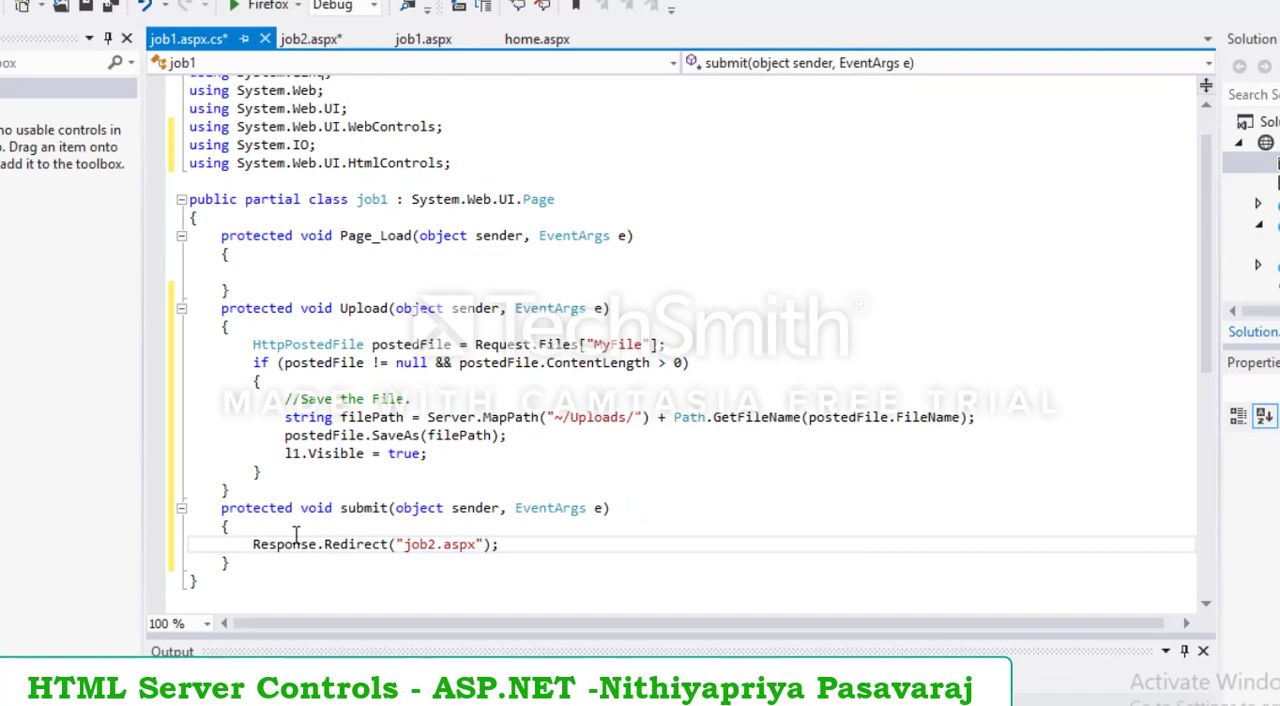 Firefox
Debug
job1.aspx.cs*
job2.aspx*
job1.aspx
home.aspx
Solution
job1
submit(object sender, EventArgs e)
using System.Linq;
using System.Web;
using System.Web.UI;
using System.Web.UI.WebControls;
using System.IO;
using System.Web.UI.HtmlControls;
public partial class job1 : System.Web.UI.Page
{
protected void Page_Load(object sender, EventArgs e)
{
}
protected void Upload(object sender, EventArgs e)
{
HttpPostedFile postedFile = Request.Files["MyFile"];
if (postedFile != null && postedFile.ContentLength > 0)
{
//Save the File.
string filePath = Server.MapPath("~/Uploads/") + Path.GetFileName(postedFile.FileName);
postedFile.SaveAs(filePath);
l1.Visible = true;
}
}
protected void submit(object sender, EventArgs e)
{
Response.Redirect("job2.aspx");
}
}
ox
no usable controls in
. Drag an item onto
add it to the toolbox.
Search S
Sol
Solution.
Propertie
TechSmith®
MADE WITH CAMTASIA FREE TRIAL
100 %
Output
HTML Server Controls - ASP.NET -Nithiyapriya Pasavaraj
Activate Windo